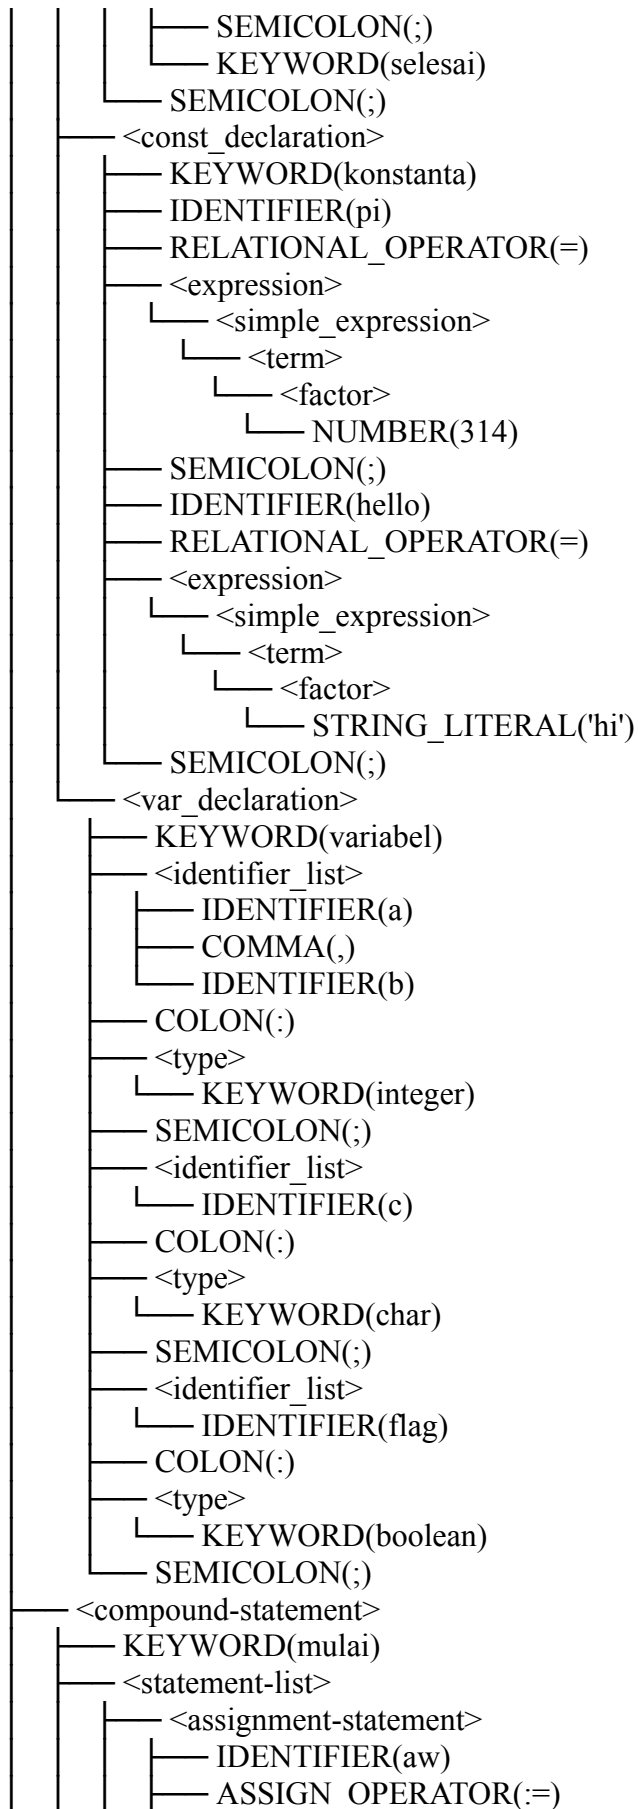 SEMICOLON(;)
KEYWORD(selesai)
SEMICOLON(;)
<const_declaration>
KEYWORD(konstanta)
IDENTIFIER(pi)
RELATIONAL_OPERATOR(=)
<expression>
<simple_expression>
<term>
<factor>
NUMBER(314)
SEMICOLON(;)
IDENTIFIER(hello)
RELATIONAL_OPERATOR(=)
<expression>
<simple_expression>
<term>
<factor>
STRING_LITERAL('hi')
SEMICOLON(;)
<var_declaration>
KEYWORD(variabel)
<identifier_list>
IDENTIFIER(a)
COMMA(,)
IDENTIFIER(b)
COLON(:)
<type>
KEYWORD(integer)
SEMICOLON(;)
<identifier_list>
IDENTIFIER(c)
COLON(:)
<type>
KEYWORD(char)
SEMICOLON(;)
<identifier_list>
IDENTIFIER(flag)
COLON(:)
<type>
KEYWORD(boolean)
SEMICOLON(;)
<compound-statement>
KEYWORD(mulai)
<statement-list>
<assignment-statement>
IDENTIFIER(aw)
ASSIGN_OPERATOR(:=)